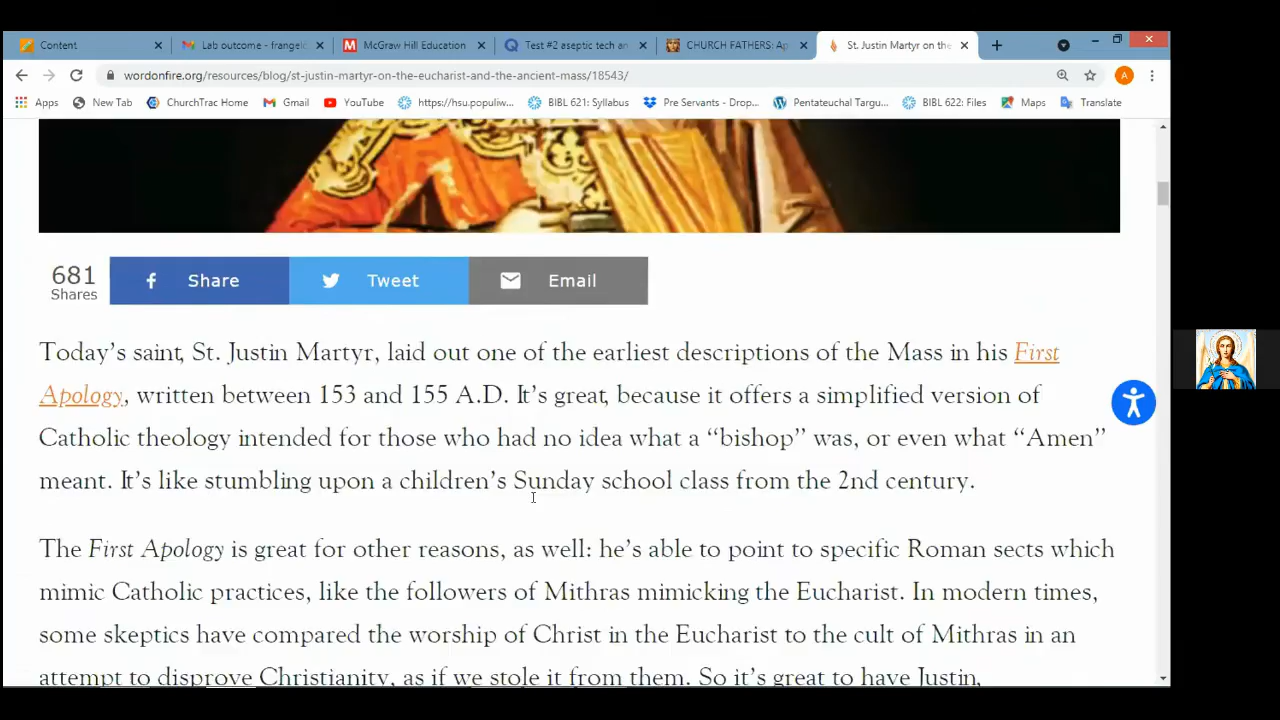 Content
Lab outcome - frangelic
McGraw Hill Education
Test #2 aseptic tech an
CHURCH FATHERS: Ap
St. Justin Martyr on the
wordonfire.org/resources/blog/st-justin-martyr-on-the-eucharist-and-the-ancient-mass/18543/
A
Apps
New Tab
ChurchTrac Home
Gmail
YouTube
https://hsu.populiw...
BIBL 621: Syllabus
Pre Servants - Drop...
Pentateuchal Targu...
BIBL 622: Files
Maps
Translate
681
Shares
Share
Tweet
Email
Today's saint, St. Justin Martyr, laid out one of the earliest descriptions of the Mass in his First
Apology, written between 153 and 155 A.D. It's great, because it offers a simplified version of
Catholic theology intended for those who had no idea what a “bishop” was, or even what “Amen”
meant. It's like stumbling upon a children's Sunday school class from the 2nd century.
The First Apology is great for other reasons, as well: he's able to point to specific Roman sects which
mimic Catholic practices, like the followers of Mithras mimicking the Eucharist. In modern times,
some skeptics have compared the worship of Christ in the Eucharist to the cult of Mithras in an
attempt to disprove Christianity, as if we stole it from them. So it's great to have Justin,